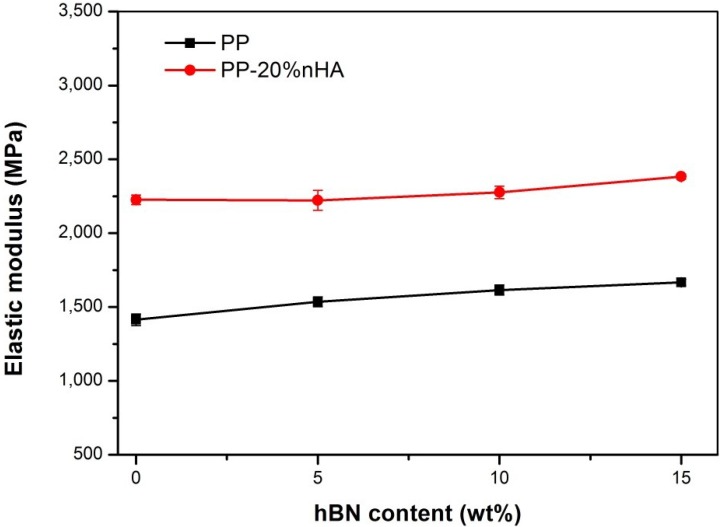 3,500
3,000
2,500
2,000
1,500
1,000
500
Elastic modulus (MPa)
PP
PP-20%nHA
0 5 10 15
hBN content (wt%)